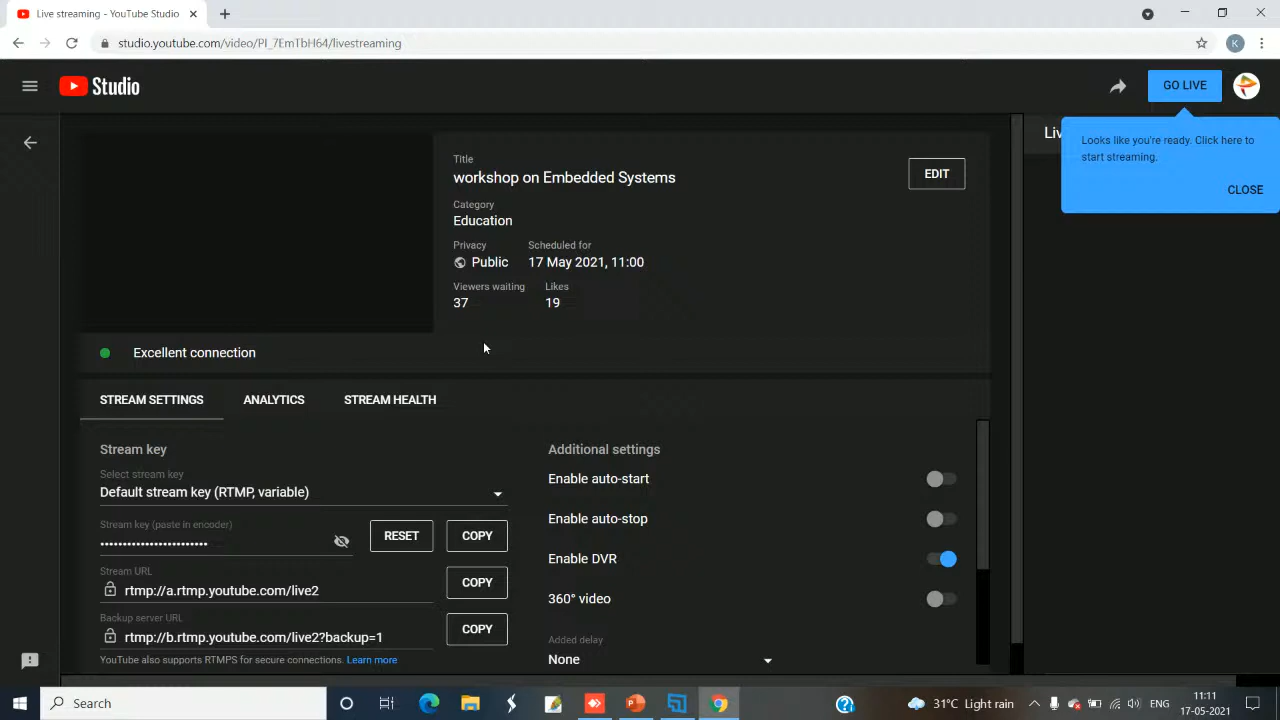 Live streaming - YouTube Studio
studio.youtube.com/video/PI_7EmTbH64/livestreaming
K
Studio
GO LIVE
Liv
Looks like you're ready. Click here to
start streaming.
CLOSE
Title
workshop on Embedded Systems
EDIT
Category
Education
Privacy Scheduled for
Public 17 May 2021, 11:00
Viewers waiting Likes
37 19
Excellent connection
STREAM SETTINGS ANALYTICS STREAM HEALTH
Stream key
Select stream key
Default stream key (RTMP, variable)
Stream key (paste in encoder)
•••••••••••••••••••••••• RESET COPY
Stream URL
rtmp://a.rtmp.youtube.com/live2 COPY
Backup server URL
rtmp://b.rtmp.youtube.com/live2?backup=1 COPY
YouTube also supports RTMPS for secure connections. Learn more
Additional settings
Enable auto-start
Enable auto-stop
Enable DVR
360° video
Added delay
None
Search
31°C Light rain
ENG
11:11
17-05-2021